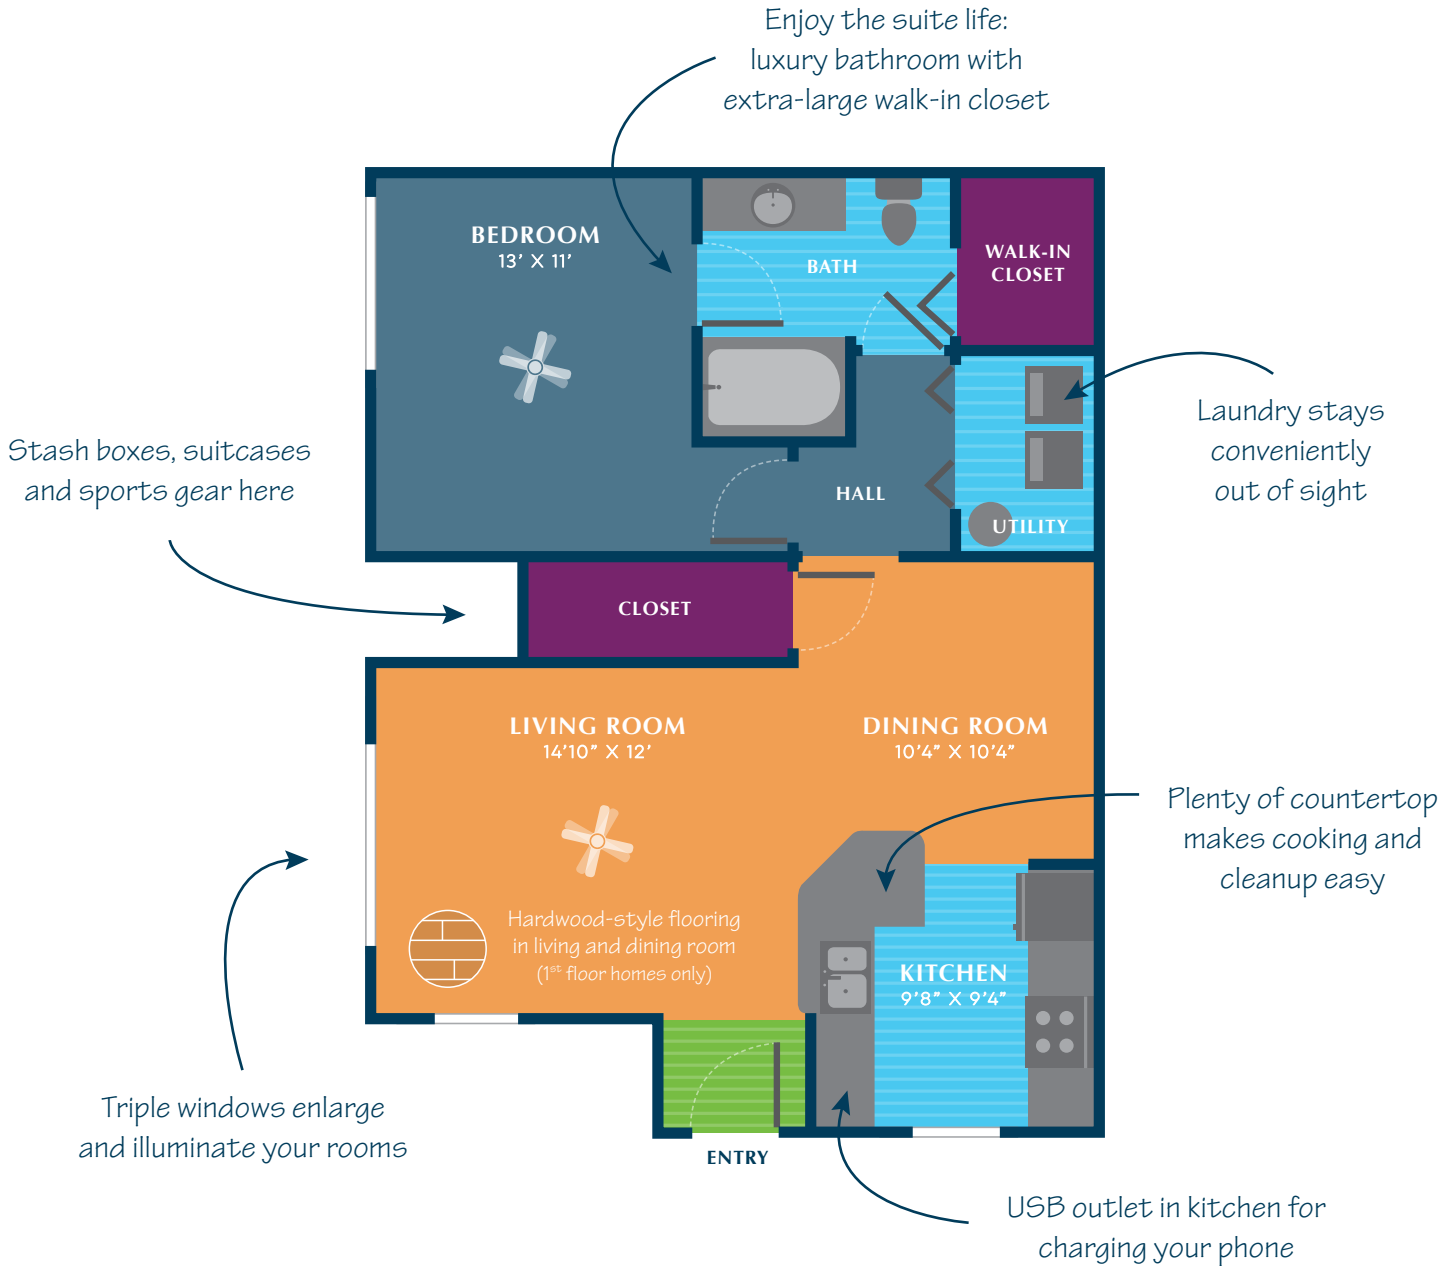 Enjoy the suite life:
luxury bathroom with
extra-large walk-in closet
BEDROOM
13' X 11'
BATH
WALK-IN
CLOSET
Laundry stays
conveniently
out of sight
Stash boxes, suitcases
and sports gear here
HALL
UTILITY
CLOSET
LIVING ROOM
14'10" X 12'
DINING ROOM
10'4" X 10'4"
Plenty of countertop
makes cooking and
cleanup easy
Hardwood-style flooring
in living and dining room
(1st floor homes only)
KITCHEN
9'8" X 9'4"
Triple windows enlarge
and illuminate your rooms
ENTRY
USB outlet in kitchen for
charging your phone